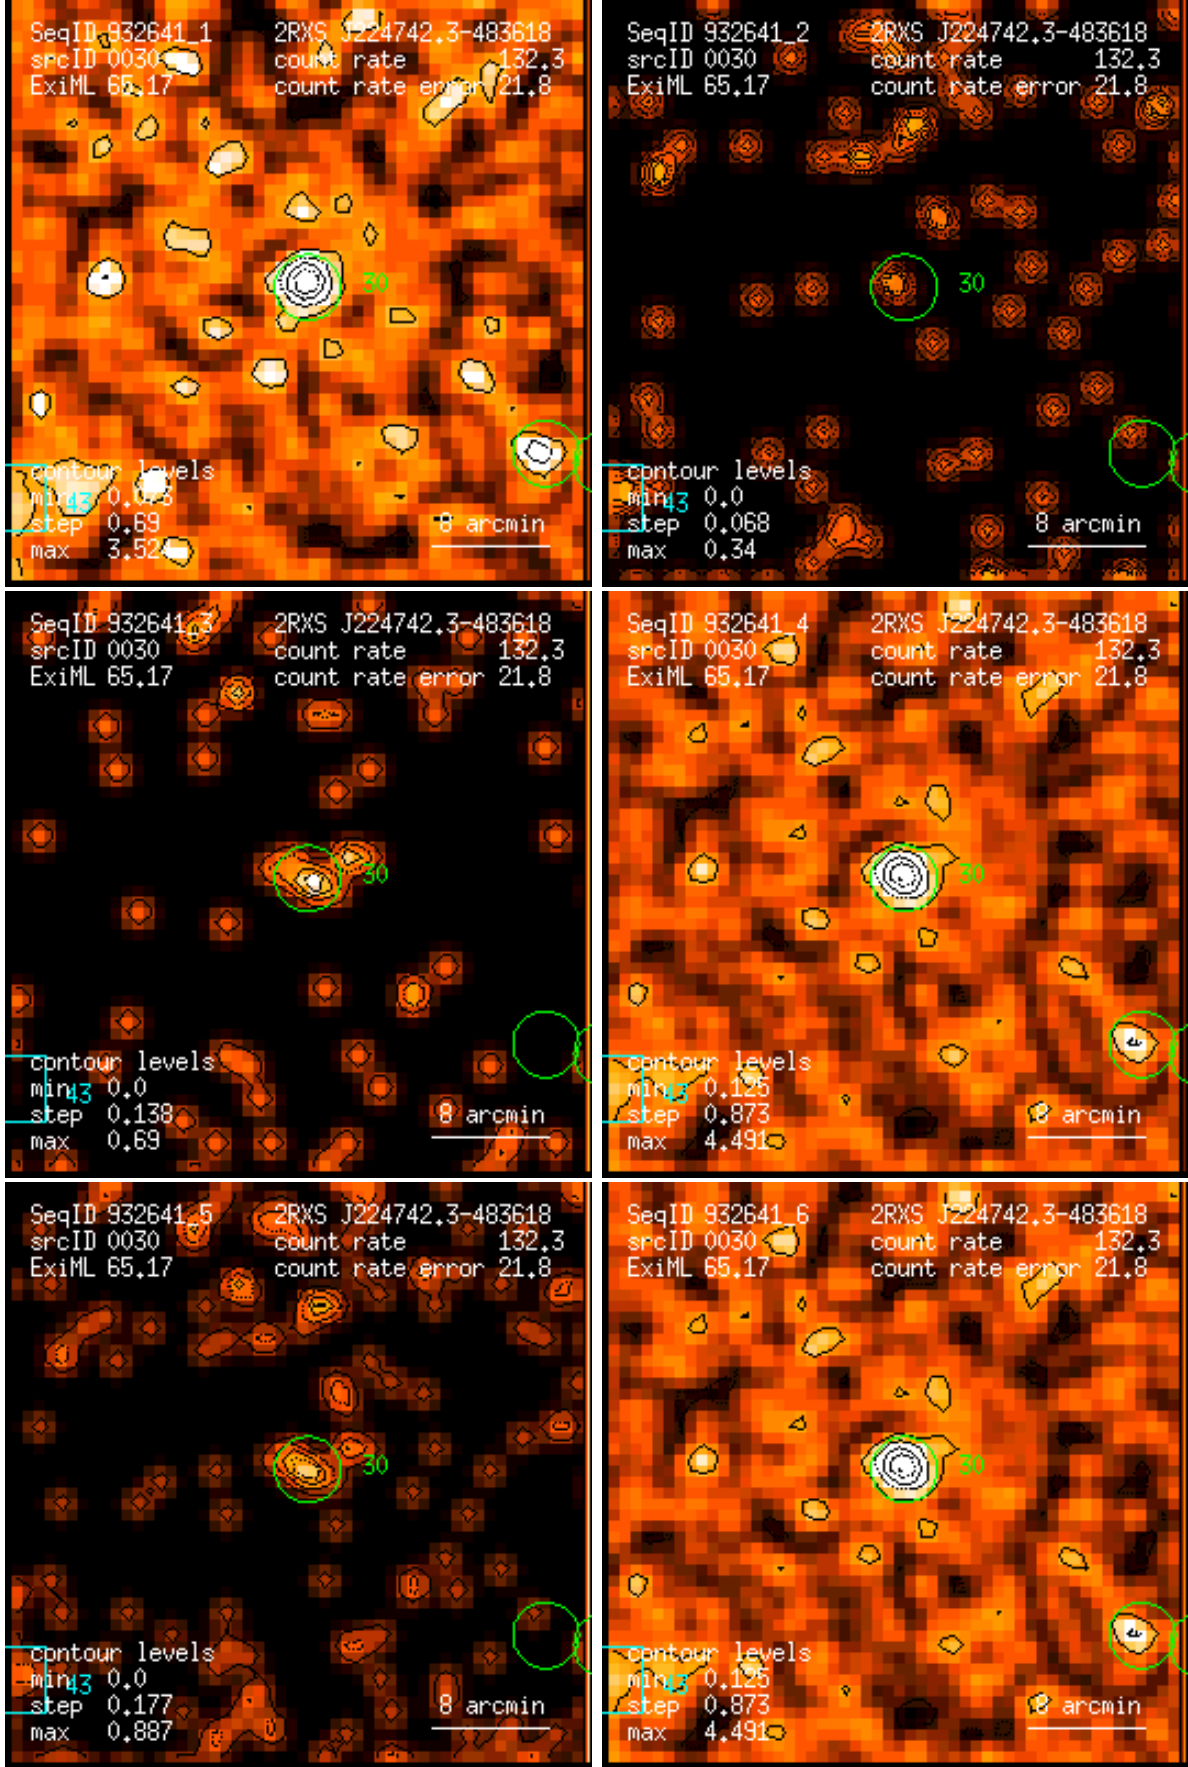 SeqID 932641_1 2RXS J224742.3-483618
srcID 0030 count rate 132.3
ExiML 65.17 count rate error 21.8
30
contour levels
min 0.073
43
step 0.69 8 arcmin
max 3.524
SeqID 932641_2 2RXS J224742.3-483618
srcID 0030 count rate 132.3
ExiML 65.17 count rate error 21.8
30
contour levels
min 0.0
43
step 0.068 8 arcmin
max 0.34
SeqID 932641_3 2RXS J224742.3-483618
srcID 0030 count rate 132.3
ExiML 65.17 count rate error 21.8
30
contour levels
min 0.0
43
step 0.138 8 arcmin
max 0.69
SeqID 932641_4 2RXS J224742.3-483618
srcID 0030 count rate 132.3
ExiML 65.17 count rate error 21.8
30
contour levels
min 0.125
43
step 0.873 8 arcmin
max 4.491
SeqID 932641_5 2RXS J224742.3-483618
srcID 0030 count rate 132.3
ExiML 65.17 count rate error 21.8
30
contour levels
min 0.0
43
step 0.177 8 arcmin
max 0.887
SeqID 932641_6 2RXS J224742.3-483618
srcID 0030 count rate 132.3
ExiML 65.17 count rate error 21.8
30
contour levels
min 0.125
43
step 0.873 8 arcmin
max 4.491